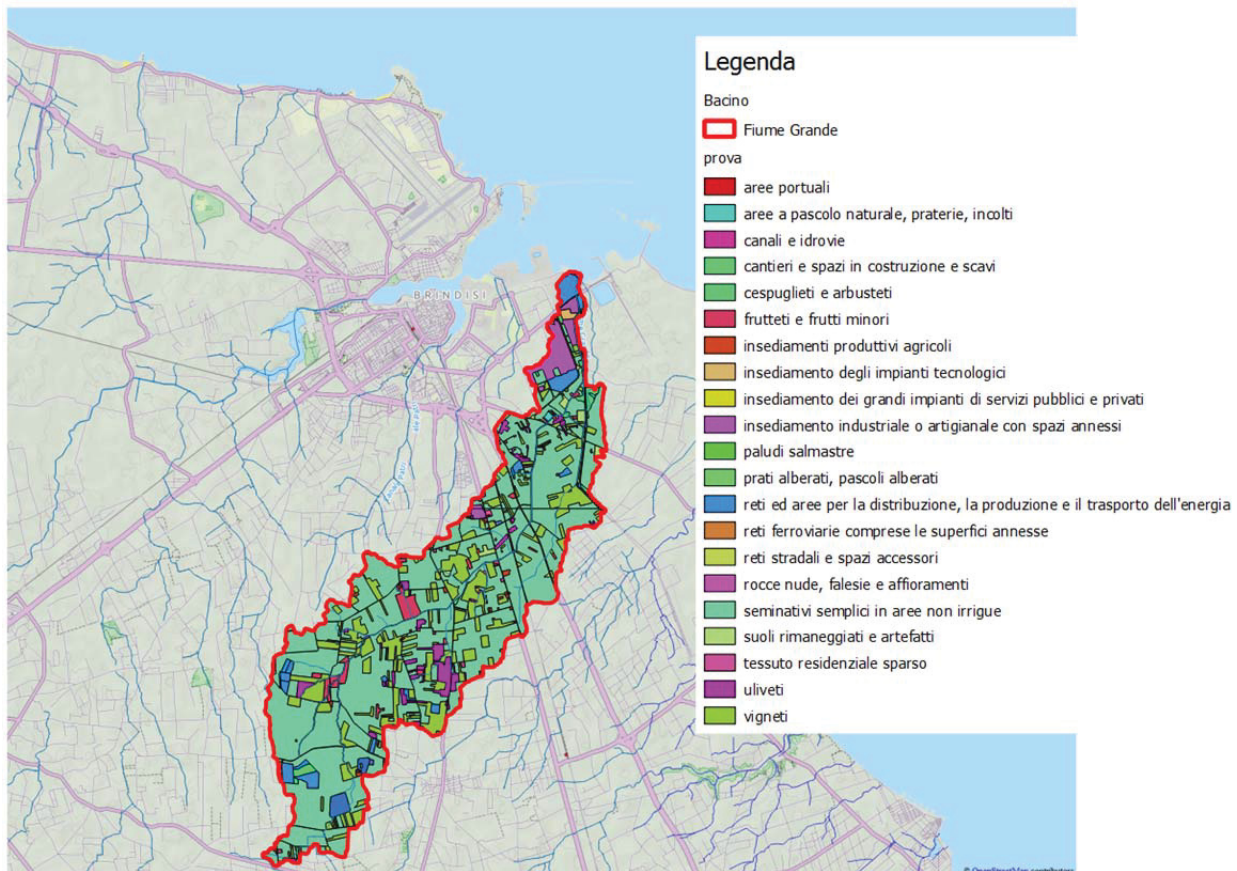 Legenda
Bacino
Fiume Grande
prova
aree portuali
aree a pascolo naturale, praterie, incolti
canali e idrovie
cantieri e spazi in costruzione e scavi
cespuglieti e arbusteti
frutteti e frutti minori
insediamenti produttivi agricoli
insediamento degli impianti tecnologici
insediamento dei grandi impianti di servizi pubblici e privati
insediamento industriale o artigianale con spazi annessi
paludi salmastre
prati alberati, pascoli alberati
reti ed aree per la distribuzione, la produzione e il trasporto dell'energia
reti ferroviarie comprese le superfici annesse
reti stradali e spazi accessori
rocce nude, falesie e affioramenti
seminativi semplici in aree non irrigue
suoli rimaneggiati e artefatti
tessuto residenziale sparso
uliveti
vigneti
BRINDISI
© OpenStreetMap contributors